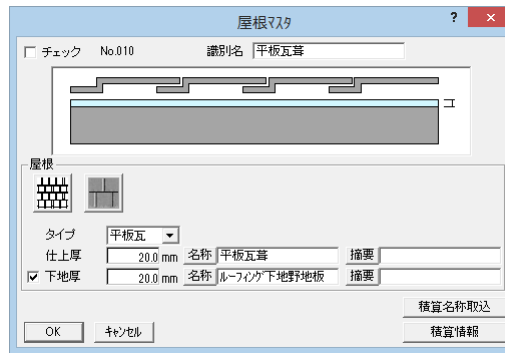 屋根ﾏｽﾀ ? x
チェック No.010 識別名 平板瓦葺
屋根
タイプ 平板瓦
仕上厚 20.0 mm 名称 平板瓦葺 摘要
下地厚 20.0 mm 名称 ﾙｰﾌｨﾝｸﾞ下地野地板 摘要
積算名称取込
OK ｷｬﾝｾﾙ 積算情報